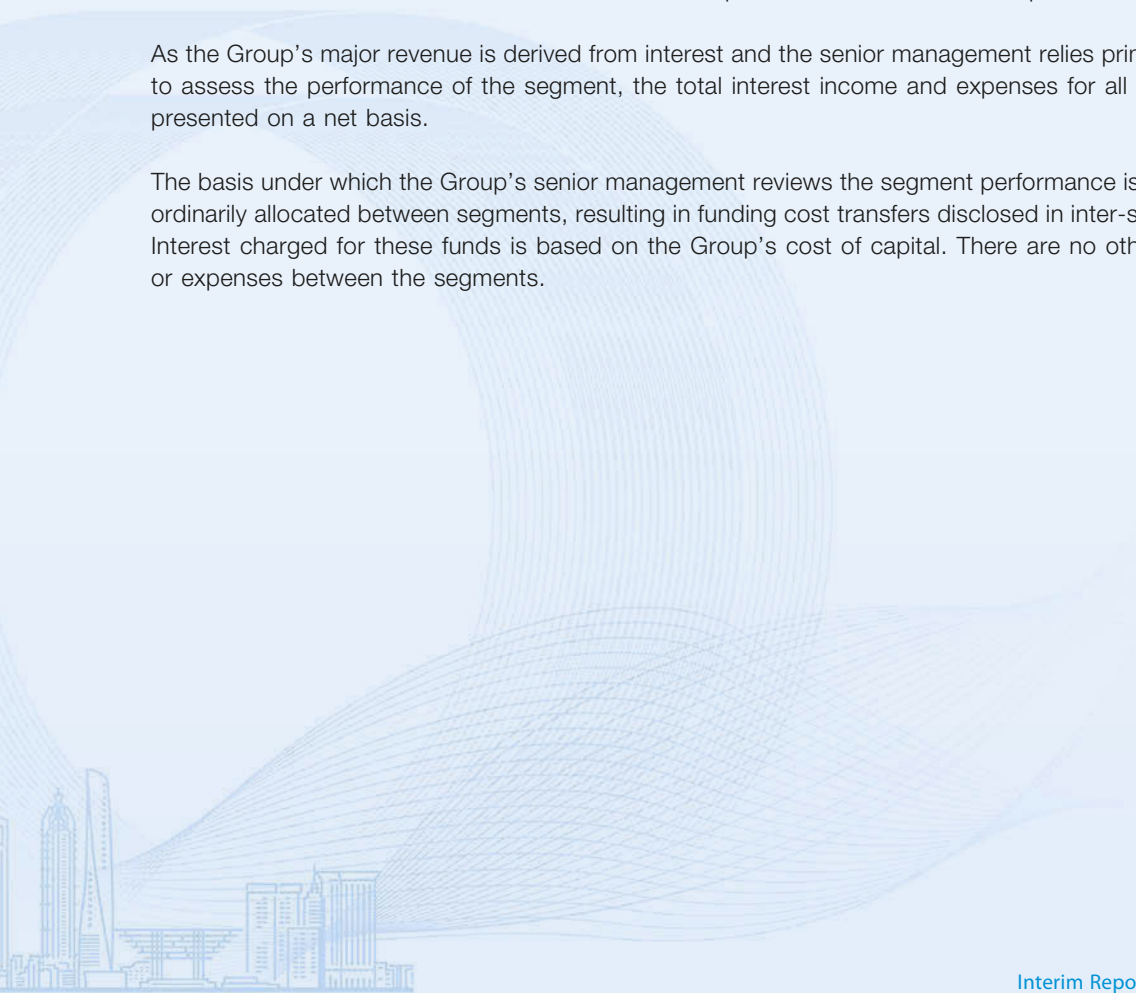 As the Group's major revenue is derived from interest and the senior management relies
to assess the performance of the segment, the total interest income and expenses for all
presented on a net basis.
The basis under which the Group's senior management reviews the segment performance is
ordinarily allocated between segments, resulting in funding cost transfers disclosed in
Interest charged for these funds is based on the Group's cost of capital. There are no
or expenses between the segments.
Interim